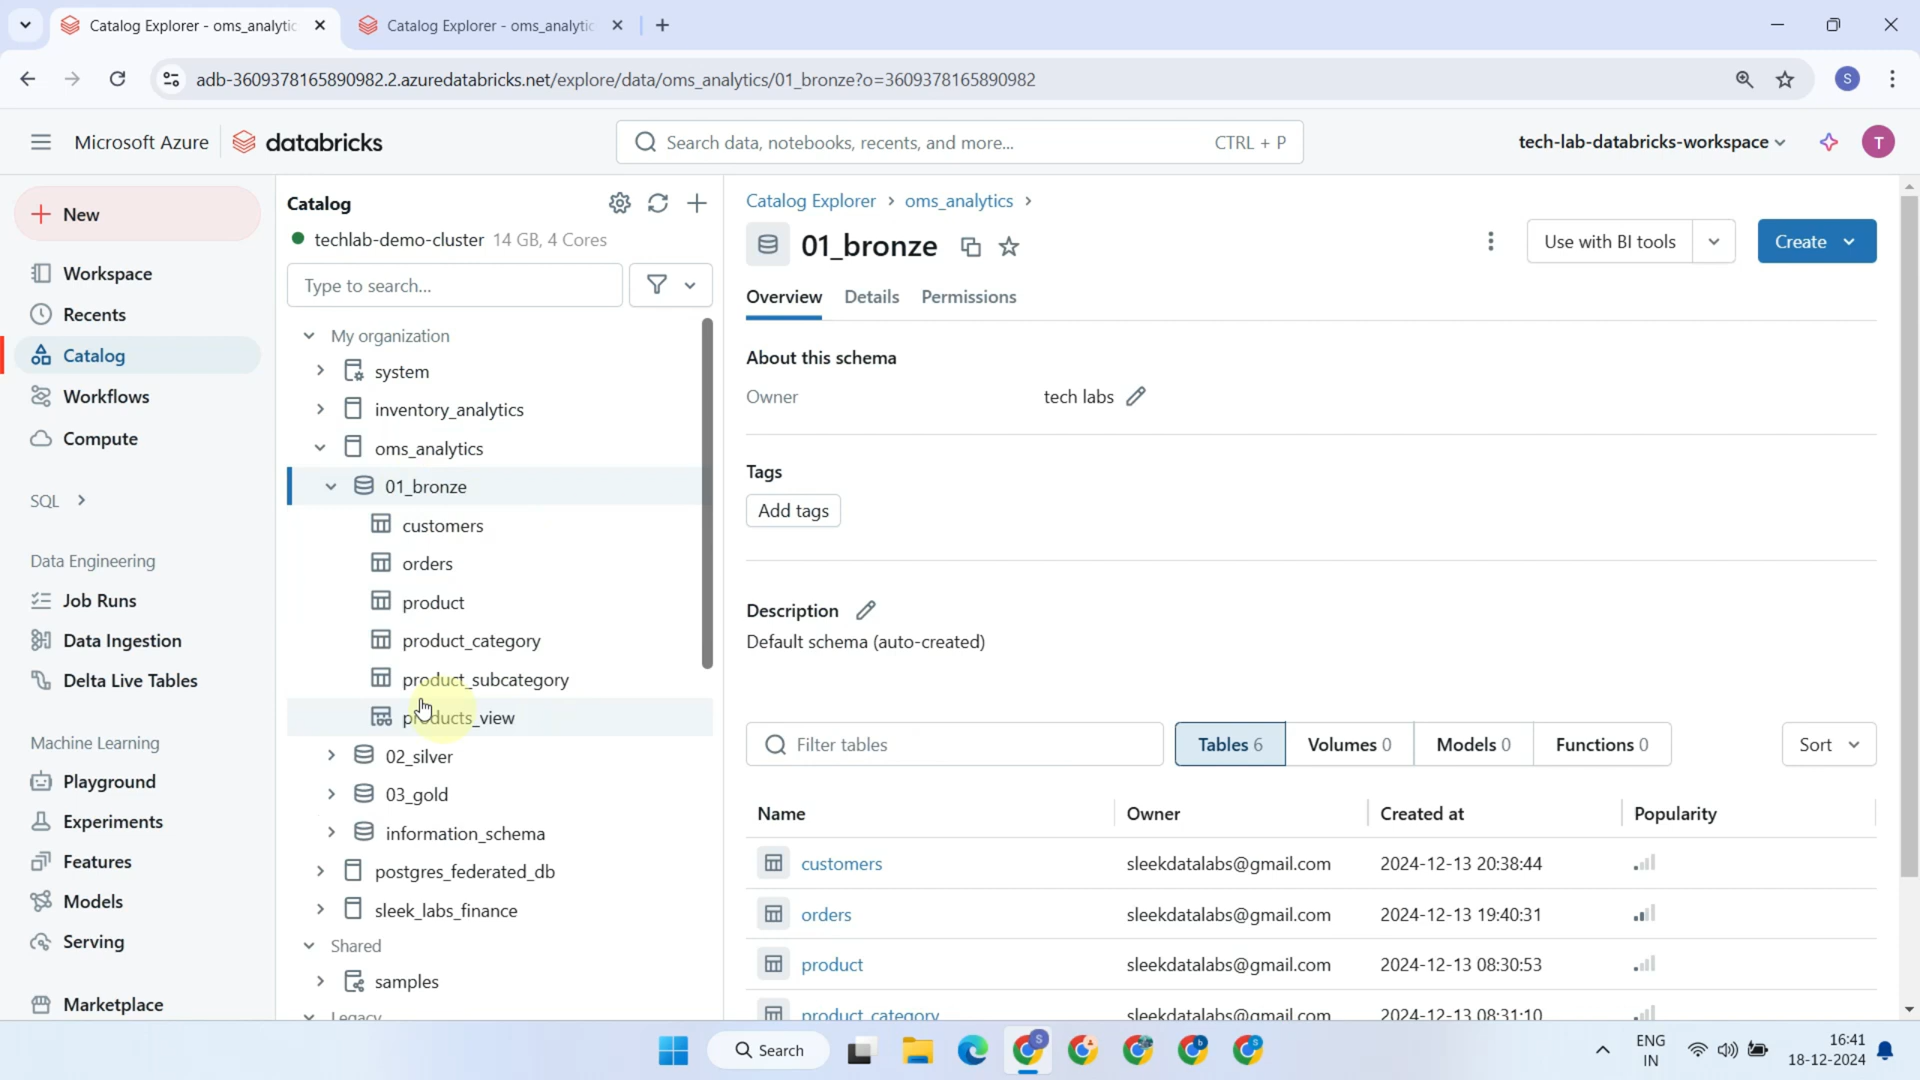 Catalog Explorer - oms_analytic
Catalog Explorer - oms_analytic
adb-3609378165890982.2.azuredatabricks.net/explore/data/oms_analytics/01_bronze?o=3609378165890982
S
Microsoft Azure
databricks
Search data, notebooks, recents, and more...
CTRL + P
tech-lab-databricks-workspace
T
New
Workspace
Recents
Catalog
Workflows
Compute
SQL
Data Engineering
Job Runs
Data Ingestion
Delta Live Tables
Machine Learning
Playground
Experiments
Features
Models
Serving
Marketplace
Catalog
techlab-demo-cluster 14 GB, 4 Cores
Type to search...
My organization
system
inventory_analytics
oms_analytics
01_bronze
customers
orders
product
product_category
product_subcategory
products_view
02_silver
03_gold
information_schema
postgres_federated_db
sleek_labs_finance
Shared
samples
Legacy
Catalog Explorer > oms_analytics >
01_bronze
Use with BI tools
Create
Overview Details Permissions
About this schema
Owner tech labs
Tags
Add tags
Description
Default schema (auto-created)
Filter tables
Tables 6 Volumes 0 Models 0 Functions 0
Sort
Name Owner Created at Popularity
customers sleekdatalabs@gmail.com 2024-12-13 20:38:44
orders sleekdatalabs@gmail.com 2024-12-13 19:40:31
product sleekdatalabs@gmail.com 2024-12-13 08:30:53
product_category sleekdatalabs@gmail.com 2024-12-13 08:31:10
Search
ENG
IN
16:41
18-12-2024